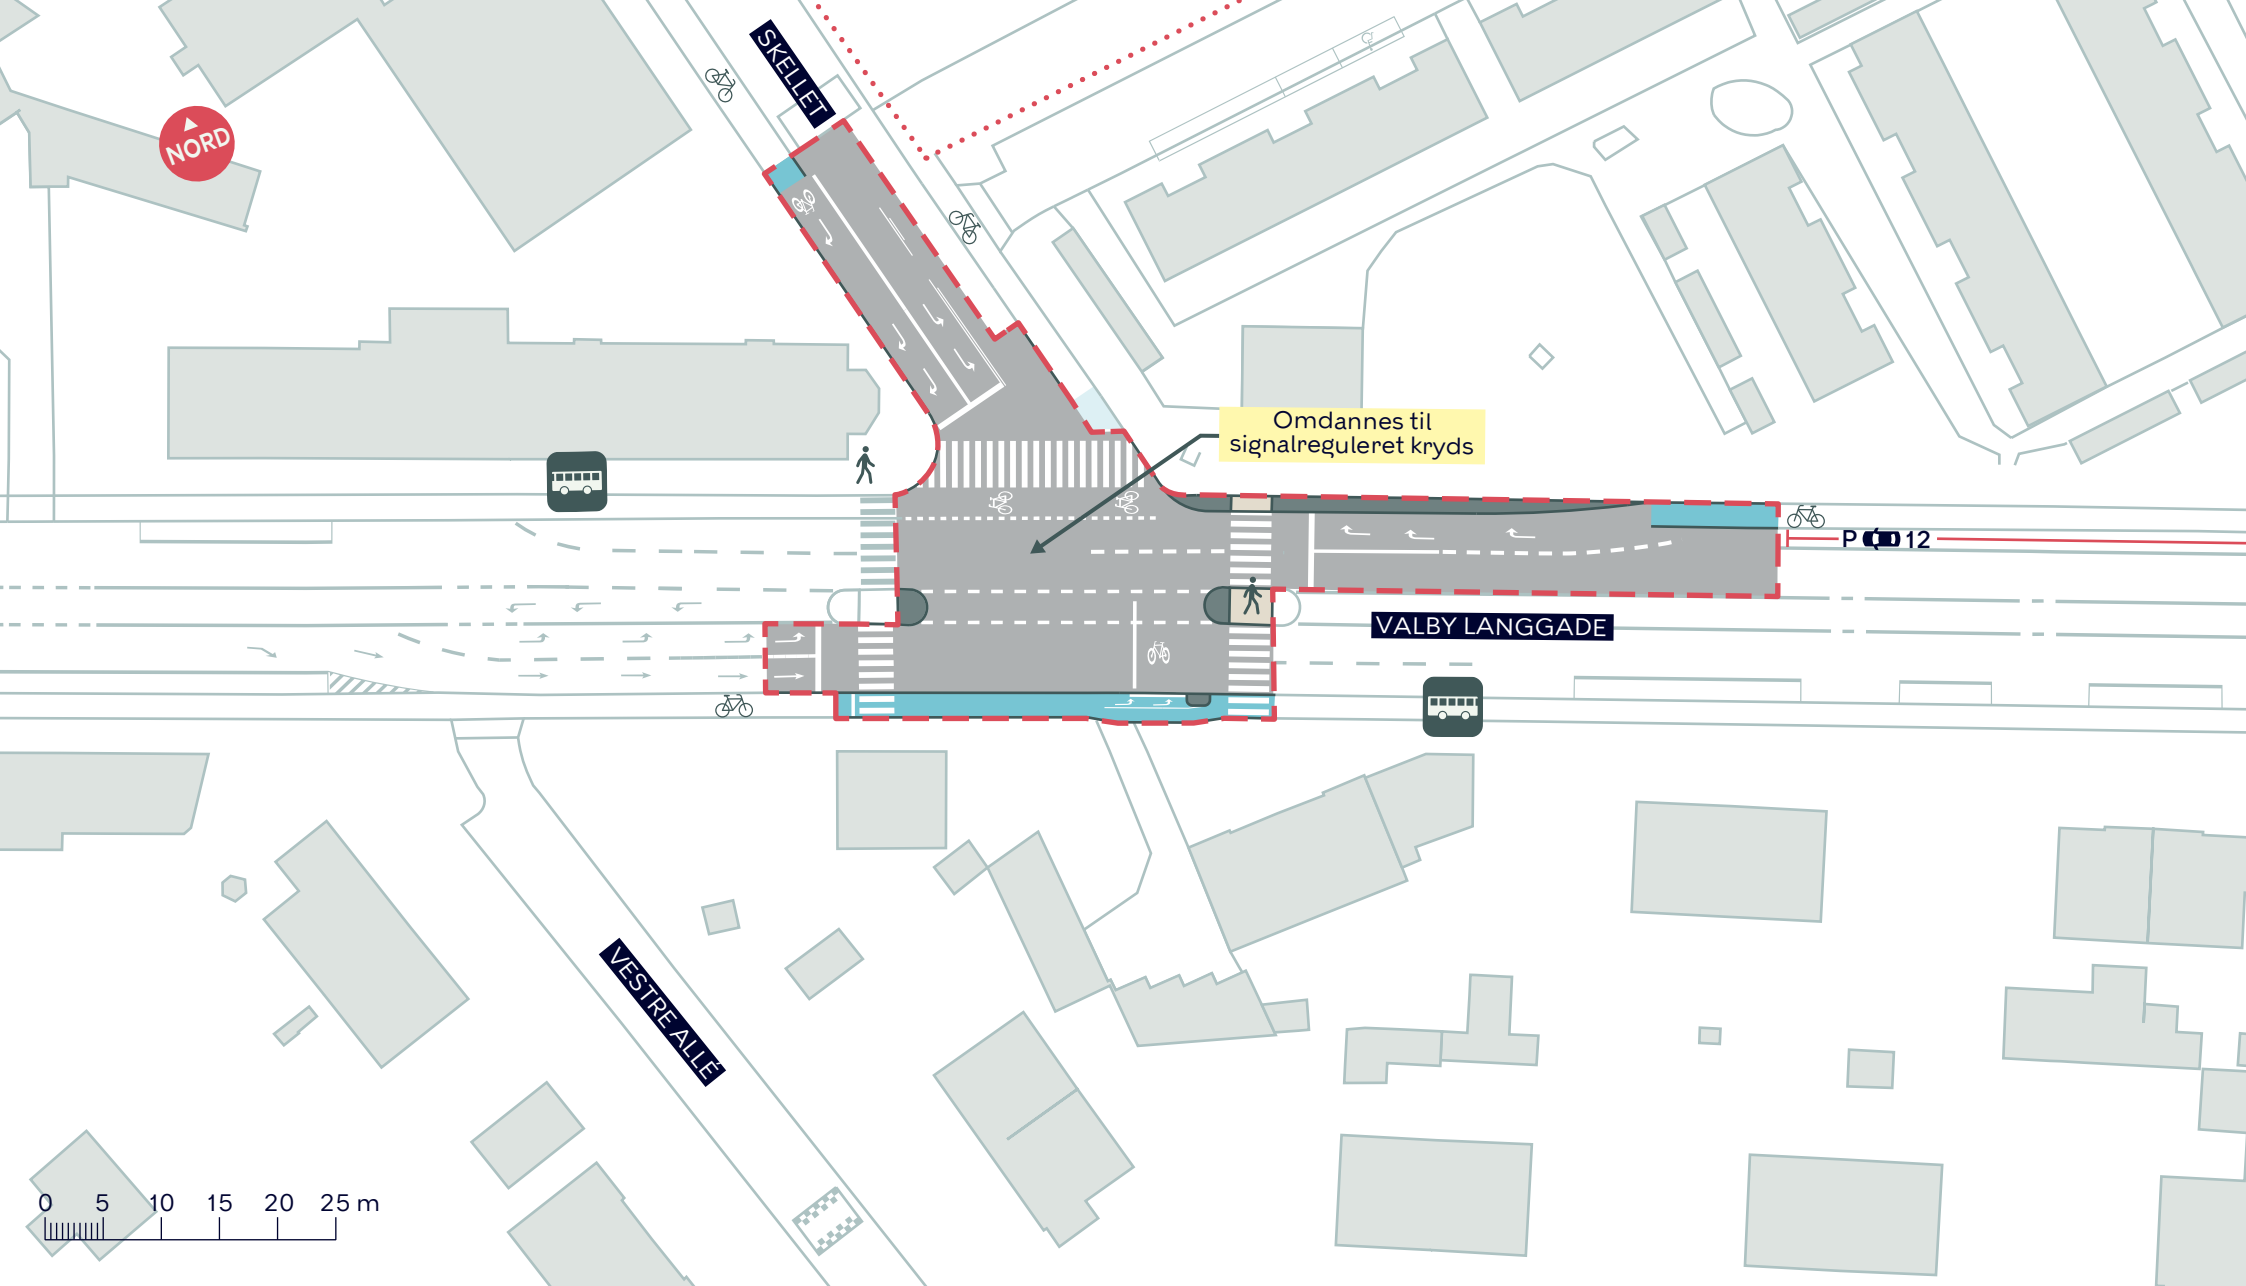 SKELLET
NORD
Omdannes til
signalreguleret kryds
P 12
VALBY LANGGADE
VESTRE ALLÉ
0 5 10 15 20 25 m